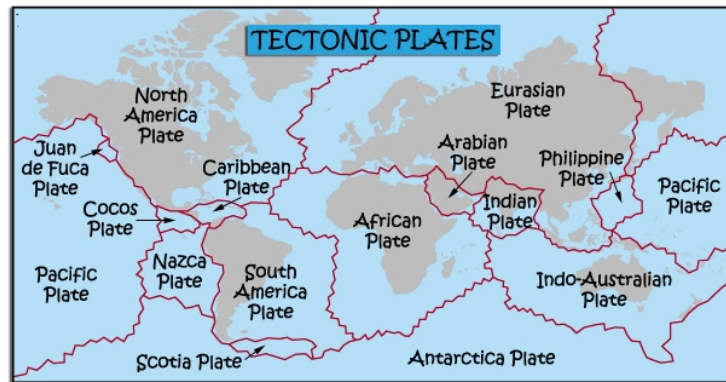 TECTONIC PLATES
North
America
Plate
Eurasian
Plate
Juan
de Fuca
Plate
Caribbean
Plate
Arabian
Plate
Philippine
Plate
Cocos
Plate
African
Plate
Indian
Plate
Pacific
Plate
Pacific
Plate
Nazca
Plate
South
America
Plate
Indo-Australian
Plate
Scotia Plate
Antarctica Plate